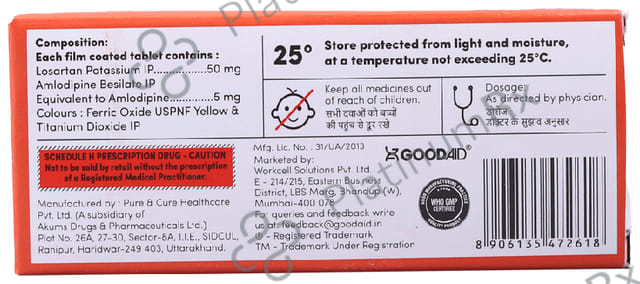 Composition:
Each film coated tablet contains :
Losartan Potassium IP...............50 mg
Amlodipine Besilate IP
Equivalent to Amlodipine............5 mg
Colours : Ferric Oxide USPNF Yellow &
Titanium Dioxide IP
25°
Store protected from light and moisture,
at a temperature not exceeding 25°C.
Keep all medicines out
of reach of children.
सभी दवाओं को बच्चों
की पहुंच से दूर रखें
Dosage:
As directed by physician.
डोसेज:
डॉक्टर के सुझाव अनुसार
SCHEDULE H PRESCRIPTION DRUG - CAUTION
Not to be sold by retail without the prescription
of a Registered Medical Practitioner.
Manufactured by : Pure & Cure Healthcare
Pvt. Ltd. (A subsidiary of
Akums Drugs & Pharmaceuticals Ltd.)
Plot No. 26A, 27-30, Sector-8A, I.I.E., SIDCUL,
Ranipur, Haridwar-249 403, Uttarakhand.
Mfg. Lic. No. : 31/UA/2013
Marketed by:
Workcell Solutions Pvt. Ltd.
E - 214/215, Eastern Business
District, LBS Marg, Bhandup (W),
Mumbai-400 07
queries and feedback write
us at: feedback@goodaid.in
® - Registered Trademark
TM - Trademark Under Registration
GOODAID
GOOD MANUFACTURING PRACTICE
WHO GMP
CERTIFIED
8 906135 472618
PlatinumRx